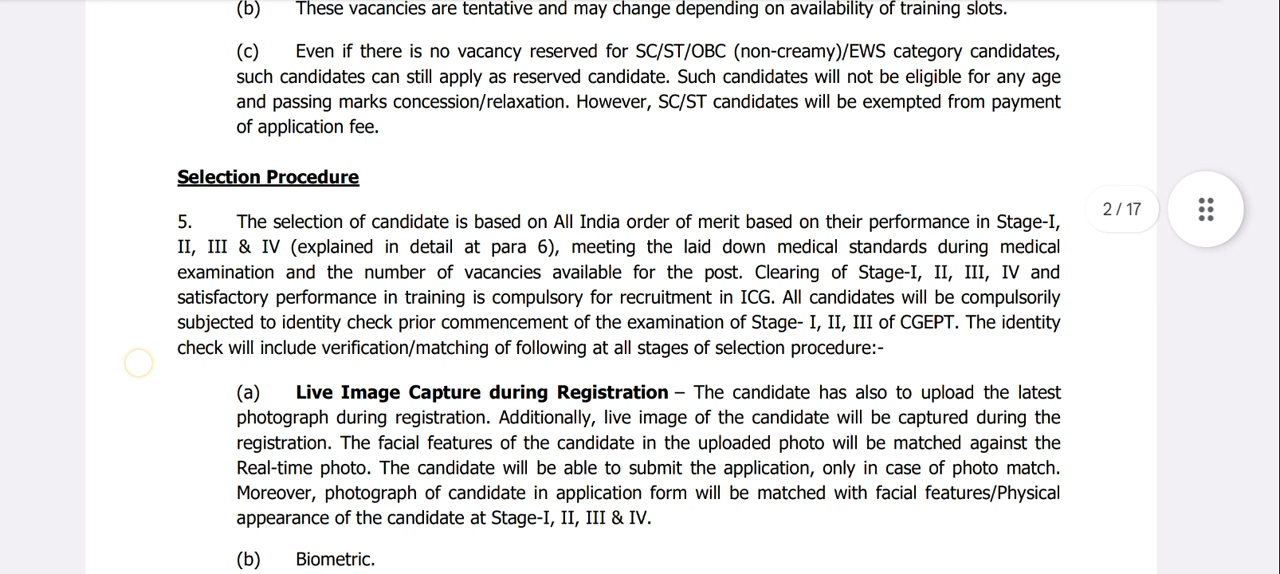 (b) These vacancies are tentative and may change depending on availability of training slots.
(c) Even if there is no vacancy reserved for SC/ST/OBC (non-creamy)/EWS category candidates,
such candidates can still apply as reserved candidate. Such candidates will not be eligible for any age
and passing marks concession/relaxation. However, SC/ST candidates will be exempted from payment
of application fee.
Selection Procedure
5. The selection of candidate is based on All India order of merit based on their performance in Stage-I,
II, III & IV (explained in detail at para 6), meeting the laid down medical standards during medical
examination and the number of vacancies available for the post. Clearing of Stage-I, II, III, IV and
satisfactory performance in training is compulsory for recruitment in ICG. All candidates will be compulsorily
subjected to identity check prior commencement of the examination of Stage- I, II, III of CGEPT. The identity
check will include verification/matching of following at all stages of selection procedure:-
(a) Live Image Capture during Registration – The candidate has also to upload the latest
photograph during registration. Additionally, live image of the candidate will be captured during the
registration. The facial features of the candidate in the uploaded photo will be matched against the
Real-time photo. The candidate will be able to submit the application, only in case of photo match.
Moreover, photograph of candidate in application form will be matched with facial features/Physical
appearance of the candidate at Stage-I, II, III & IV.
(b) Biometric.
2 / 17